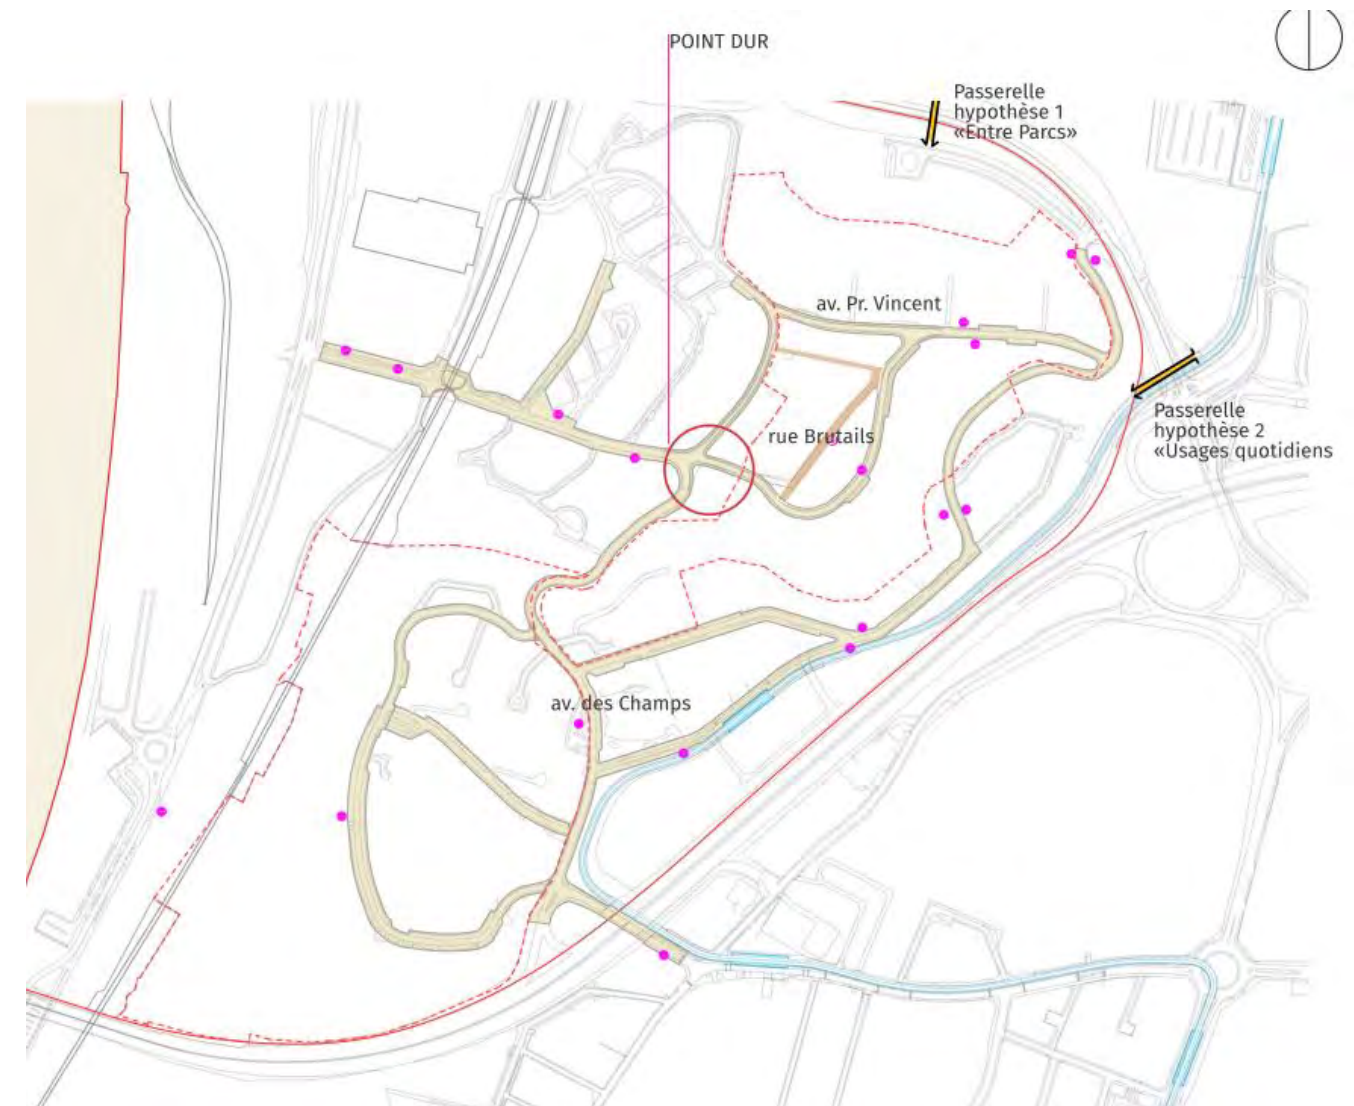 POINT DUR
Passerelle
hypothèse 1
«Entre Parcs»
av. Pr. Vincent
Passerelle
hypothèse 2
«Usages quotidiens
rue Brutails
av. des Champs